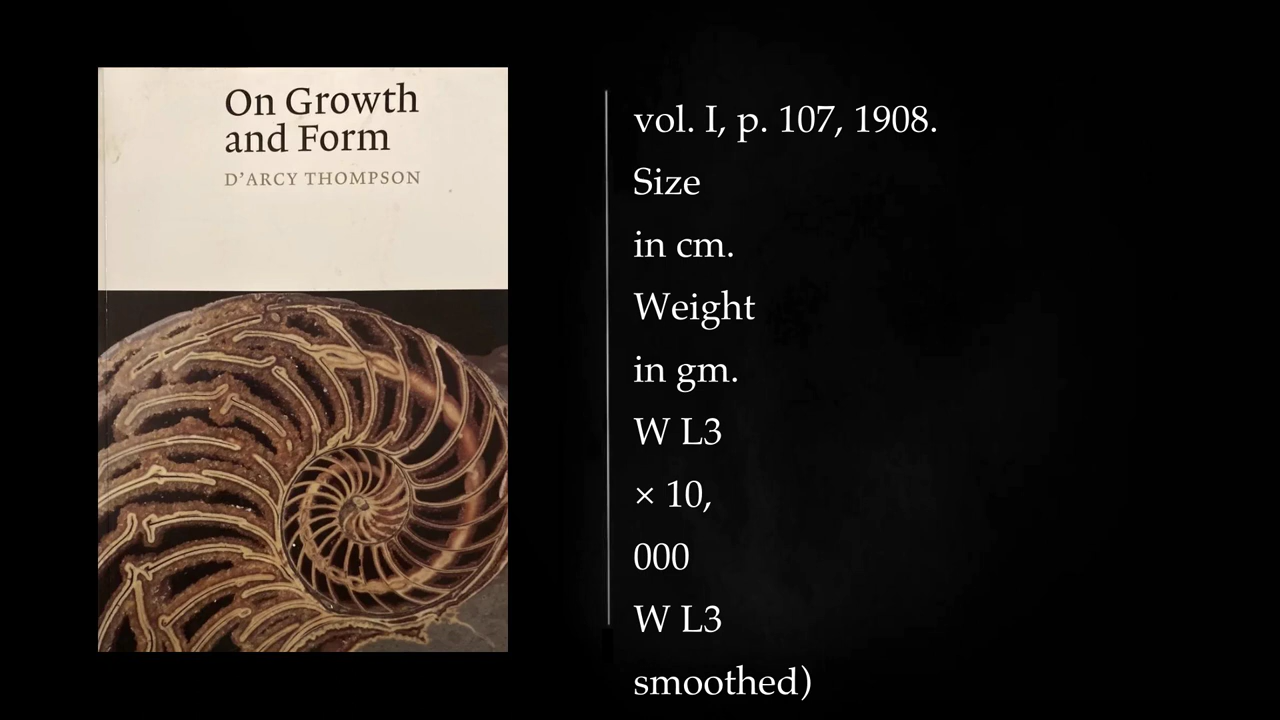 On Growth
and Form
D'ARCY THOMPSON
vol. I, p. 107, 1908.
Size
in cm.
Weight
in gm.
W L3
× 10,
000
W L3
smoothed)